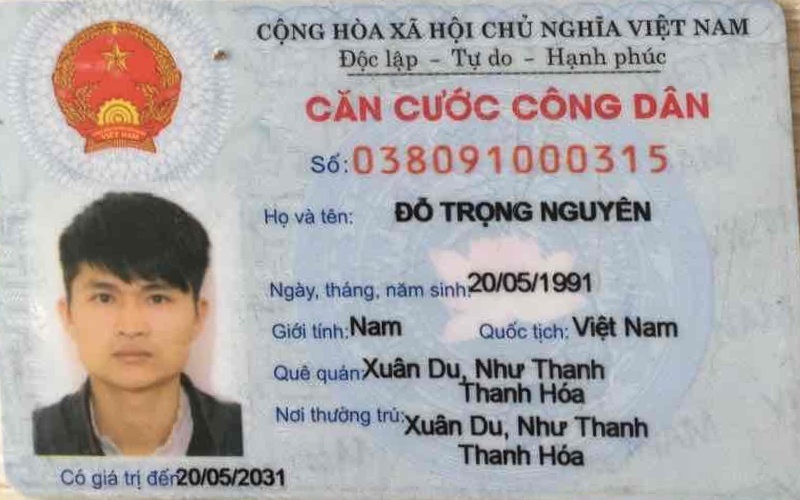 CỘNG HÒA XÃ HỘI CHỦ NGHĨA VIỆT NAM
Độc lập – Tự do – Hạnh phúc
CĂN CƯỚC CÔNG DÂN
Số: 038091000315
Họ và tên: ĐỖ TRỌNG NGUYÊN
Ngày, tháng, năm sinh: 20/05/1991
Giới tính: Nam Quốc tịch: Việt Nam
Quê quán: Xuân Du, Như Thanh
Thanh Hóa
Nơi thường trú: Xuân Du, Như Thanh
Thanh Hóa
Có giá trị đến 20/05/2031
VIỆT NAM